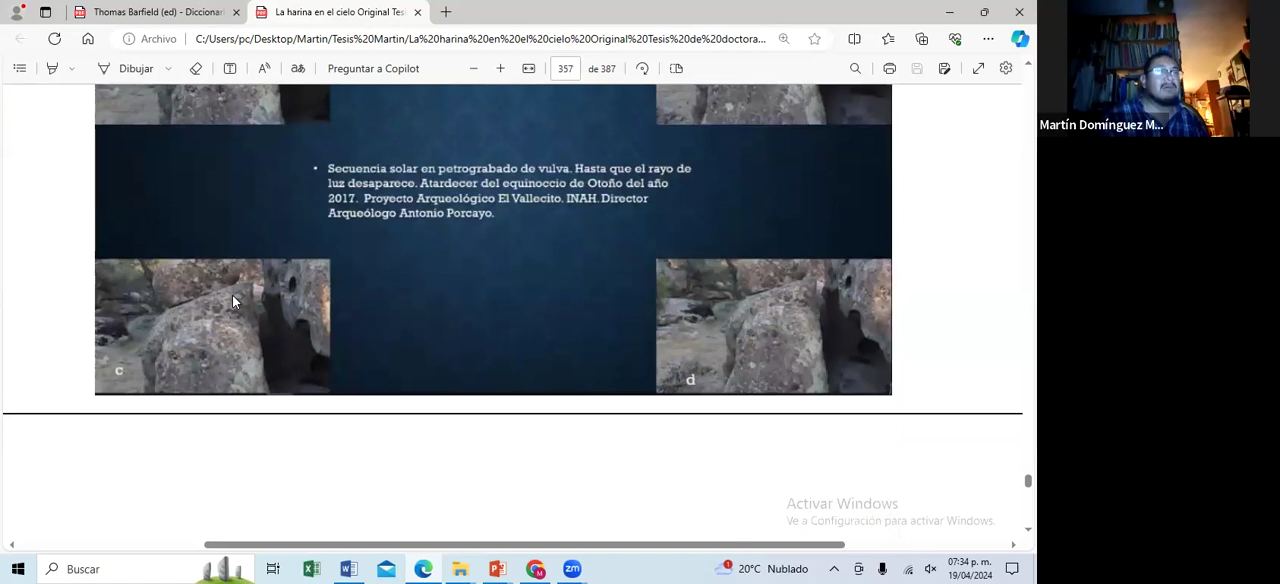 Thomas Barfield (ed) - Diccionari
La harina en el cielo Original Tes
Archivo
C:/Users/pc/Desktop/Martin/Tesis%20Martin/La%20harina%20en%20el%20cielo%20Original%20Tesis%20de%20doctora...
Dibujar
Preguntar a Copilot
357
de 387
Martín Domínguez M...
• Secuencia solar en petrograbado de vulva. Hasta que el rayo de
luz desaparece. Atardecer del equinoccio de Otoño del año
2017. Proyecto Arqueológico El Vallecito. INAH. Director
Arqueólogo Antonio Porcayo.
c
d
Activar Windows
Ve a Configuración para activar Windows.
Buscar
20°C Nublado
07:34 p. m.
19/04/2024